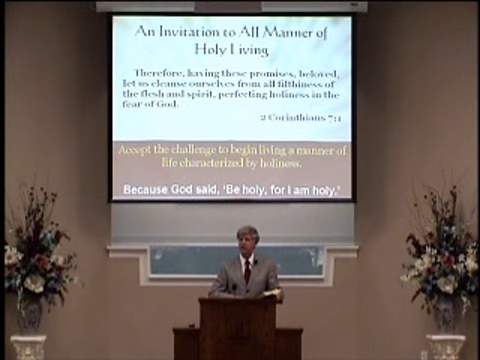 An Invitation to All Manner of
Holy Living
Therefore, having these promises, beloved,
let us cleanse ourselves from all filthiness of
the flesh and spirit, perfecting holiness in the
fear of God.
2 Corinthians 7:1
Accept the challenge to begin living a manner of
life characterized by holiness.
Because God said, 'Be holy, for I am holy.'